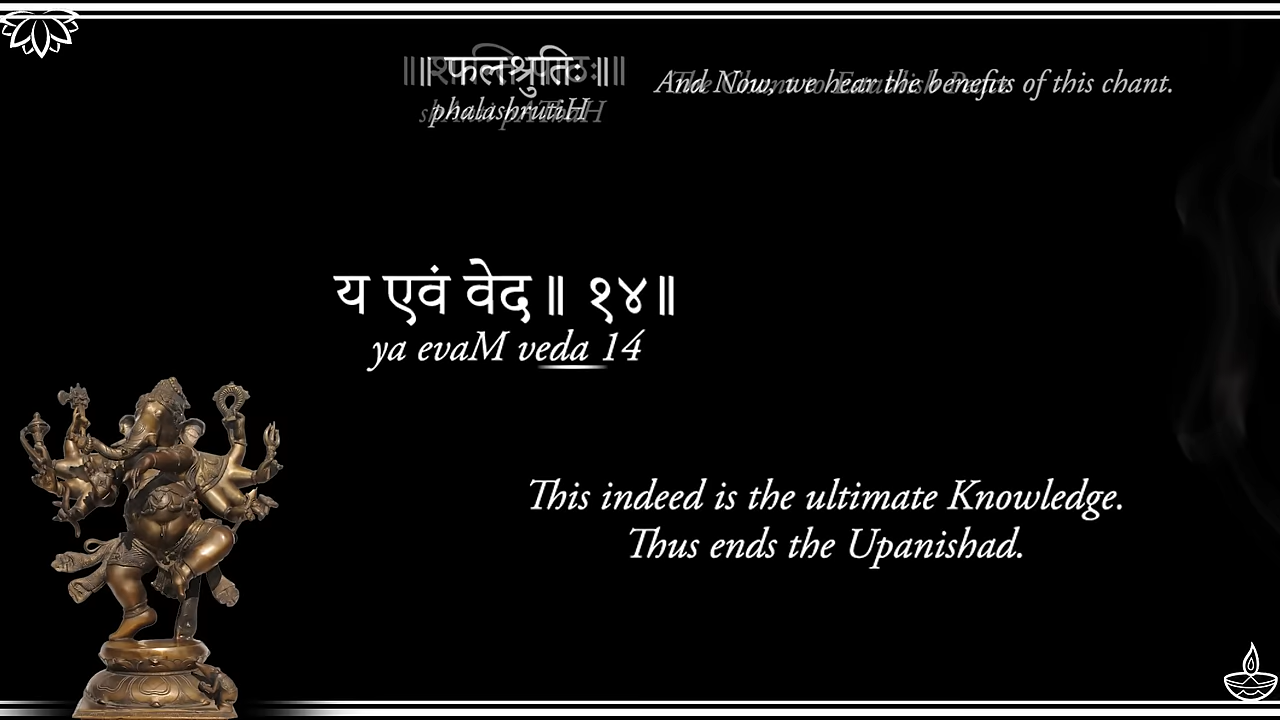 ॥ फलश्रुतिः ॥
phalashrutiH
And Now, we hear the benefits of this chant.
य एवं वेद ॥ १४॥
ya evaM veda 14
This indeed is the ultimate Knowledge.
Thus ends the Upanishad.